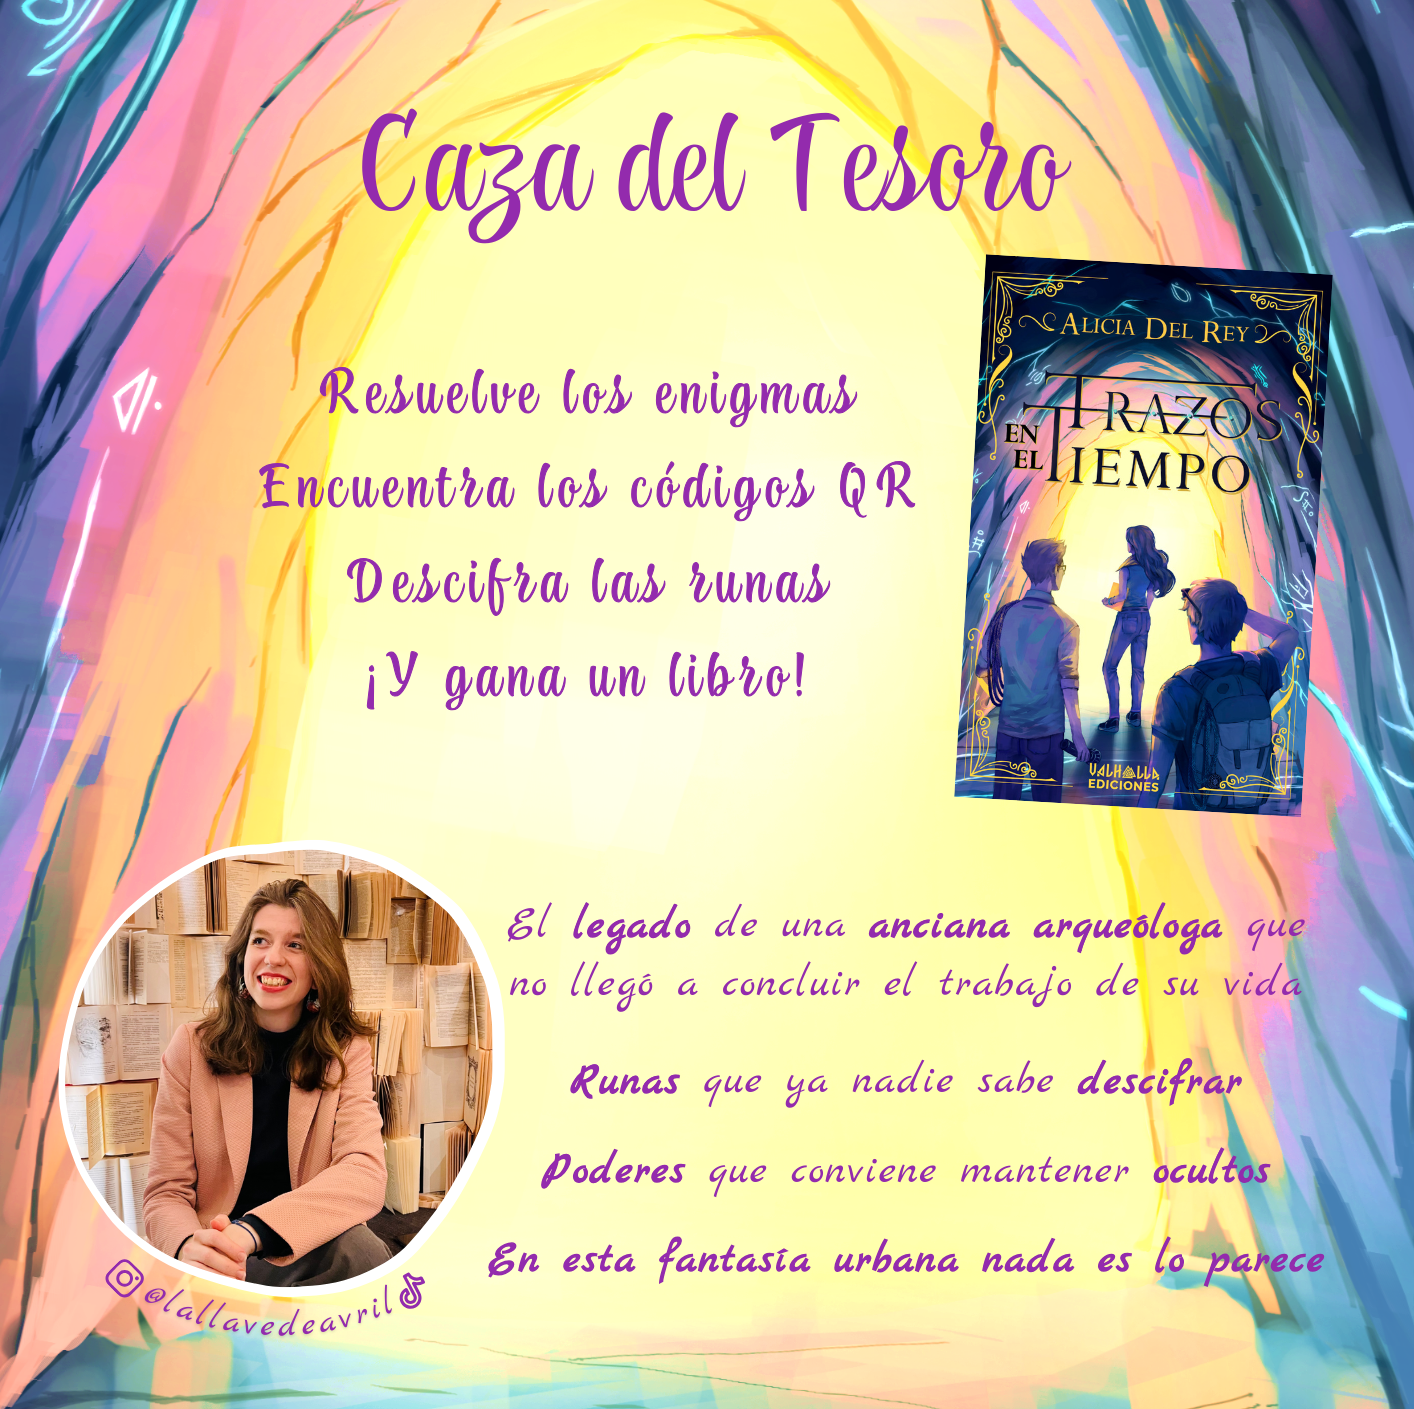 Caza del Tesoro
Resuelve los enigmas
Encuentra los códigos QR
Descifra las runas
¡Y gana un libro!
ALICIA DEL REY
TRAZOS
EN EL
TIEMPO
VALHALLA
EDICIONES
El legado de una anciana arqueóloga que
no llegó a concluir el trabajo de su vida
Runas que ya nadie sabe descifrar
Poderes que conviene mantener ocultos
En esta fantasía urbana nada es lo parece
@lallavedeavril